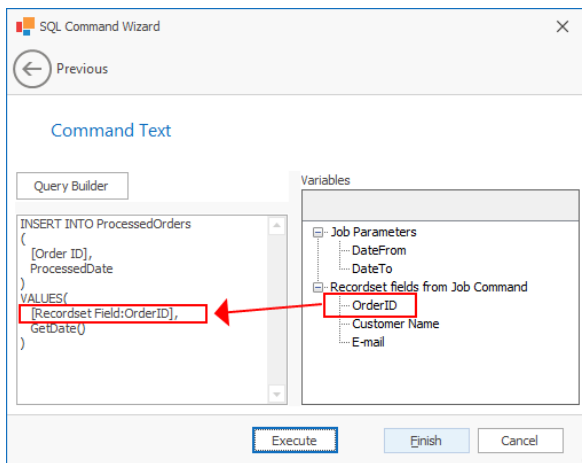 SQL Command Wizard
Previous
Command Text
Query Builder
Variables
INSERT INTO ProcessedOrders
(
[Order ID],
ProcessedDate
)
VALUES(
[Recordset Field:OrderID],
GetDate()
)
Job Parameters
DateFrom
DateTo
Recordset fields from Job Command
OrderID
Customer Name
E-mail
Execute
Finish
Cancel